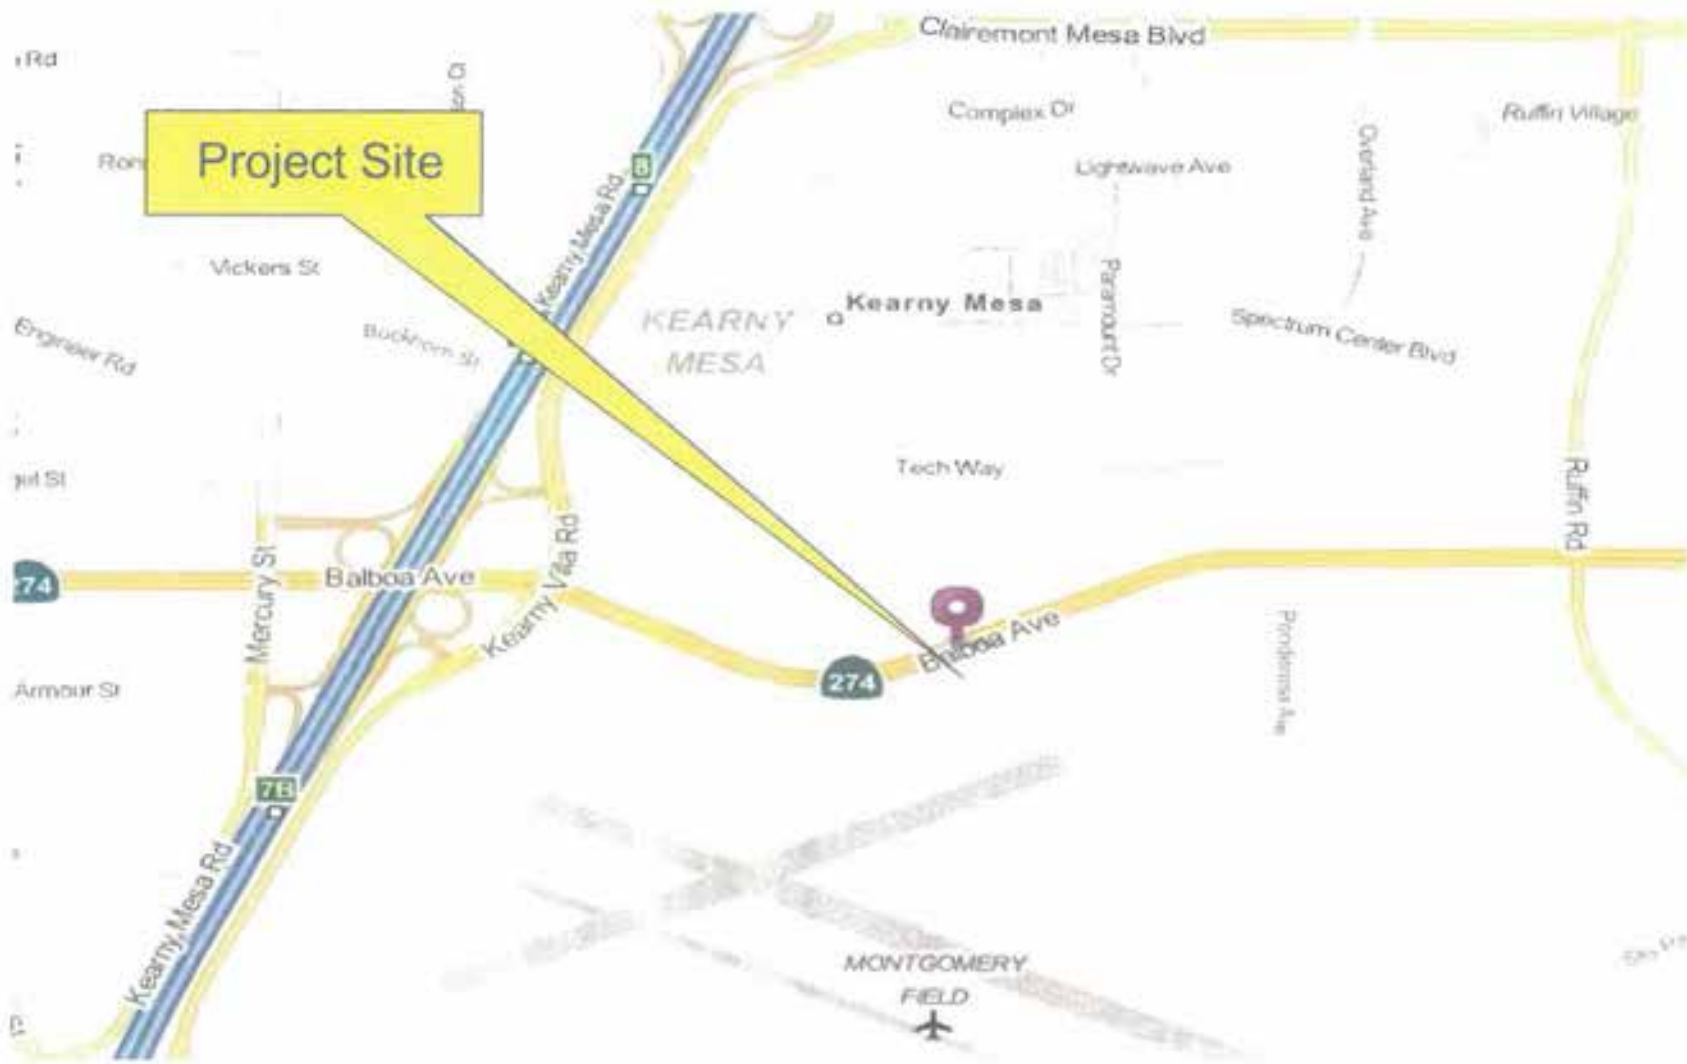 Clairemont Mesa Blvd
Rd
Complex Dr
Ruffin Village
Project Site
8
Lightwave Ave
Overland Ave
Kearny Mesa Rd
Vickers St
Paramount Dr
KEARNY
MESA
Kearny Mesa
Spectrum Center Blvd
Engineer Rd
Buckhorn St
Tech Way
Ruffin Rd
Mercury St
Balboa Ave
Kearny Villa Rd
274
Balboa Ave
274
Ponderosa Ave
Armour St
7B
Kearny Mesa Rd
MONTGOMERY
FIELD